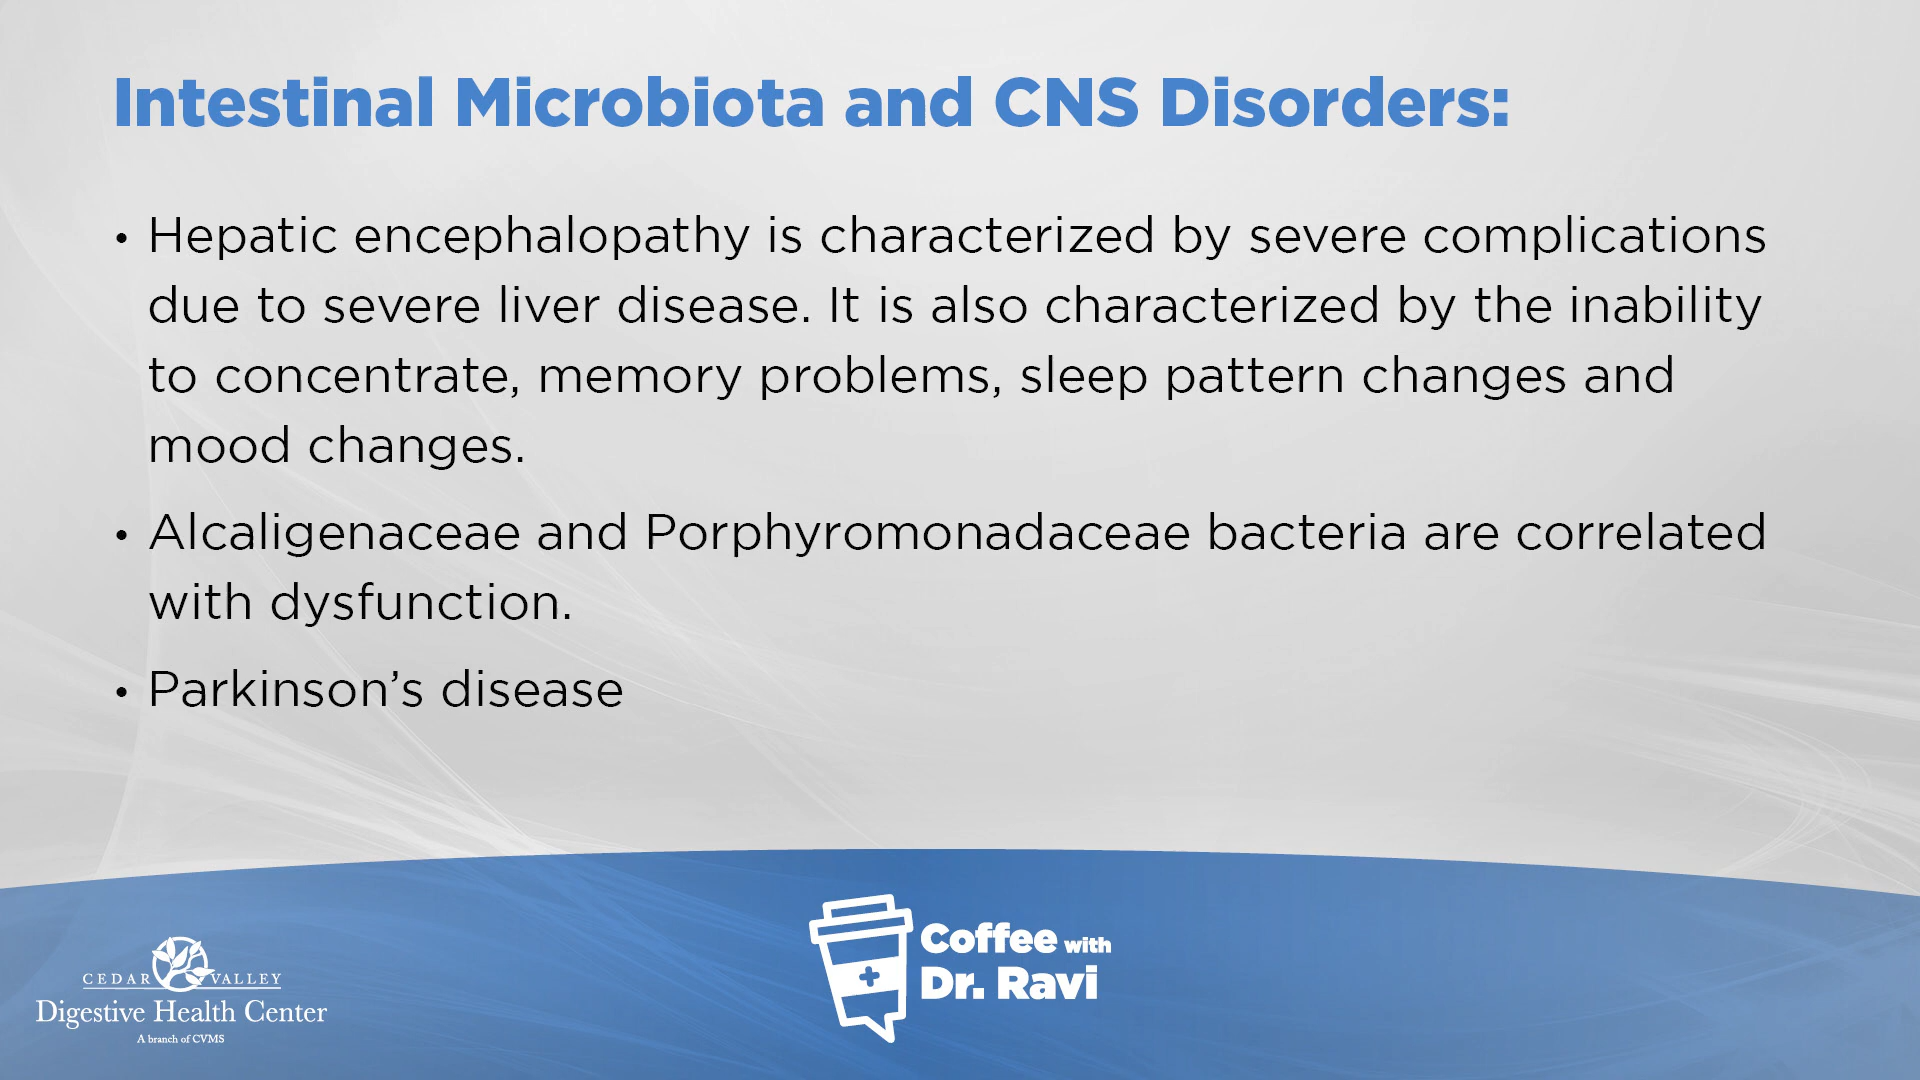 Intestinal Microbiota and CNS Disorders:
• Hepatic encephalopathy is characterized by severe complications
due to severe liver disease. It is also characterized by the inability
to concentrate, memory problems, sleep pattern changes and
mood changes.
• Alcaligenaceae and Porphyromonadaceae bacteria are correlated
with dysfunction.
• Parkinson’s disease
CEDAR VALLEY
Digestive Health Center
A branch of CVMS
Coffee with
Dr. Ravi